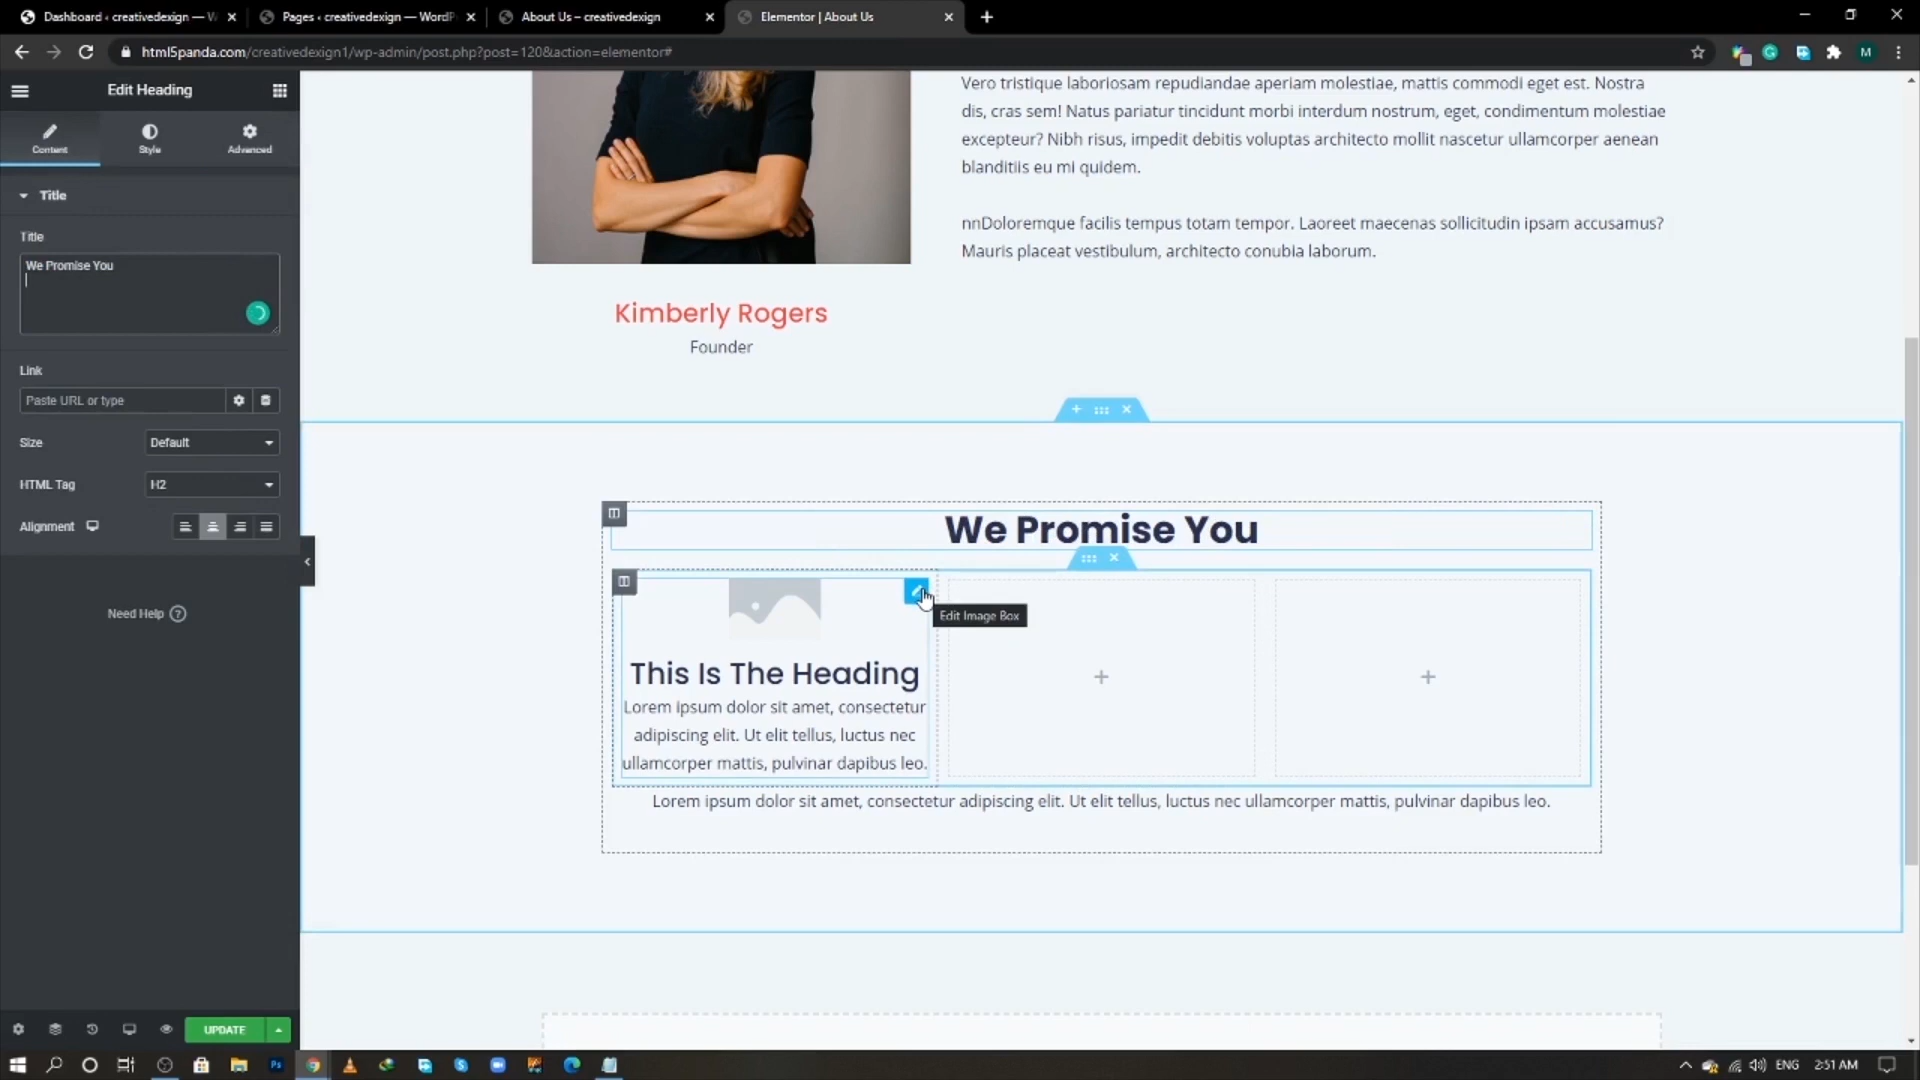 Dashboard ‹ creativedexign — W
Pages ‹ creativedexign — WordP
About Us – creativedexign
Elementor | About Us
html5panda.com/creativedexign1/wp-admin/post.php?post=120&action=elementor#
M
Edit Heading
Content
Style
Advanced
Title
Title
We Promise You
Link
Paste URL or type
Size
Default
HTML Tag
H2
Alignment
Need Help
UPDATE
Vero tristique laboriosam repudiandae aperiam molestiae, mattis commodi eget est. Nostra
dis, cras sem! Natus pariatur tincidunt morbi interdum nostrum, eget, condimentum molestiae
excepteur? Nibh risus, impedit debitis voluptas architecto mollit nascetur ullamcorper aenean
blanditiis eu mi quidem.
nnDoloremque facilis tempus totam tempor. Laoreet maecenas sollicitudin ipsam accusamus?
Mauris placeat vestibulum, architecto conubia laborum.
Kimberly Rogers
Founder
We Promise You
Edit Image Box
This Is The Heading
Lorem ipsum dolor sit amet, consectetur
adipiscing elit. Ut elit tellus, luctus nec
ullamcorper mattis, pulvinar dapibus leo.
Lorem ipsum dolor sit amet, consectetur adipiscing elit. Ut elit tellus, luctus nec ullamcorper mattis, pulvinar dapibus leo.
Ps
ENG
2:51 AM